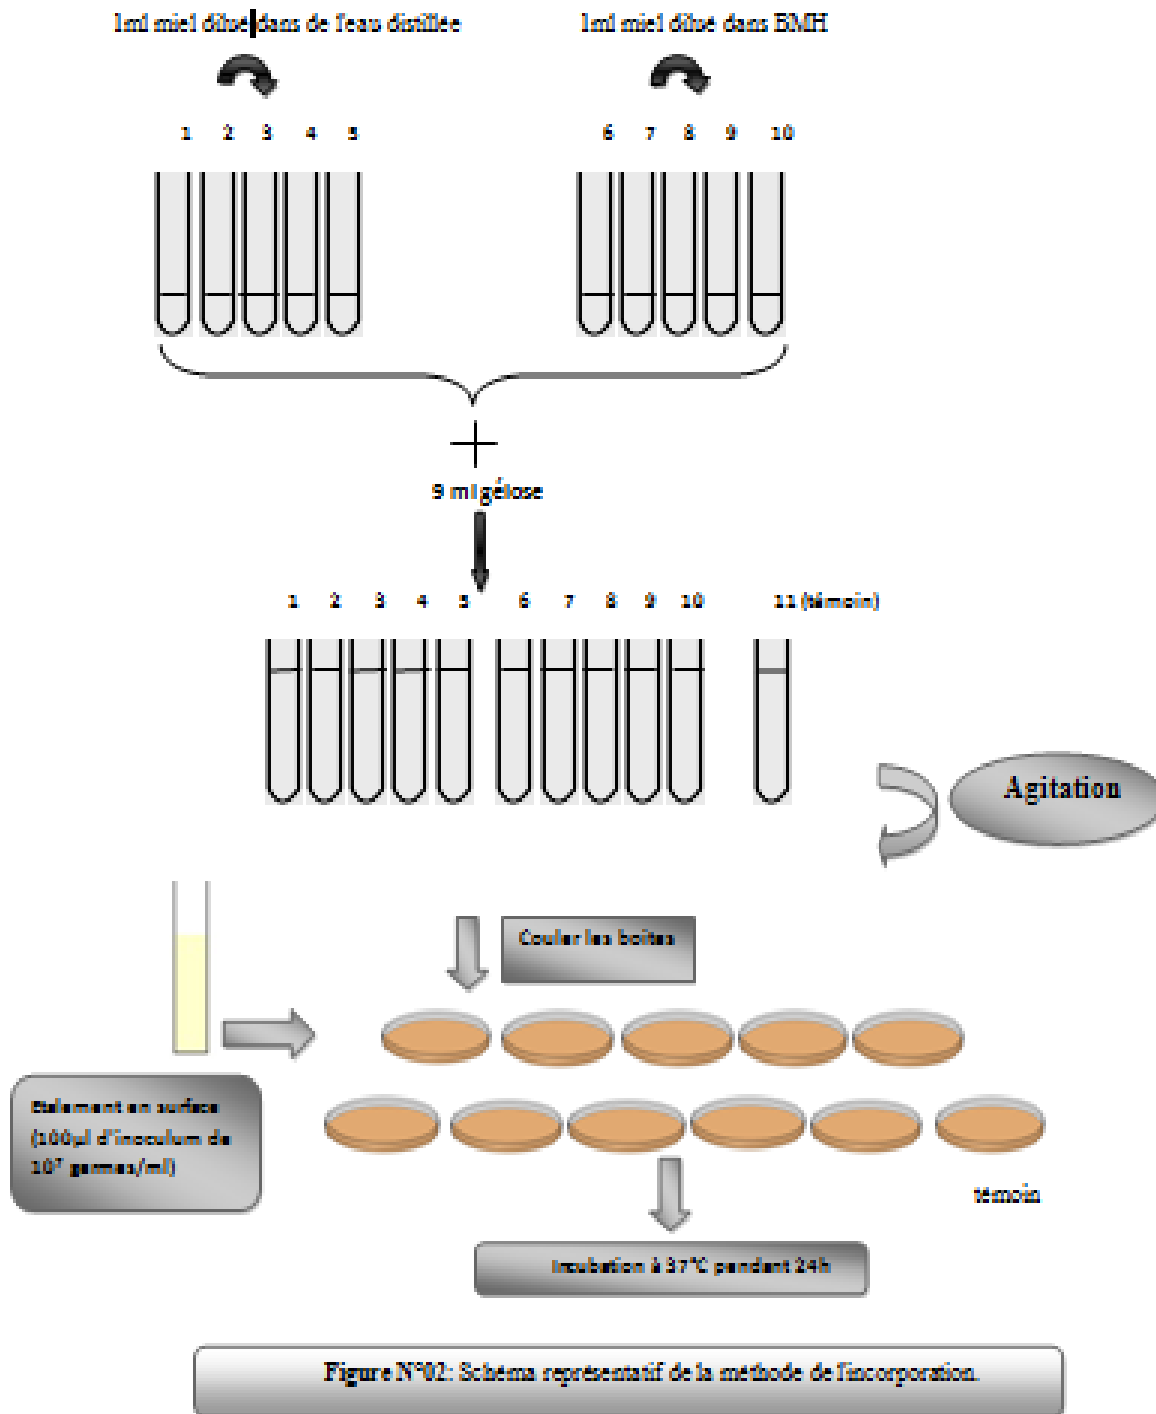 1ml miel dilué dans de l'eau distillée
1ml miel dilué dans BMH
1 2 3 4 5
6 7 8 9 10
9 ml gélose
1 2 3 4 5 6 7 8 9 10 11 (témoin)
Agitation
Couler les boites
Etalement en surface
(100µl d'inoculum de
10⁷ germes/ml)
témoin
Incubation à 37°C pendant 24h
Figure N°02: Schéma représentatif de la méthode de l'incorporation.